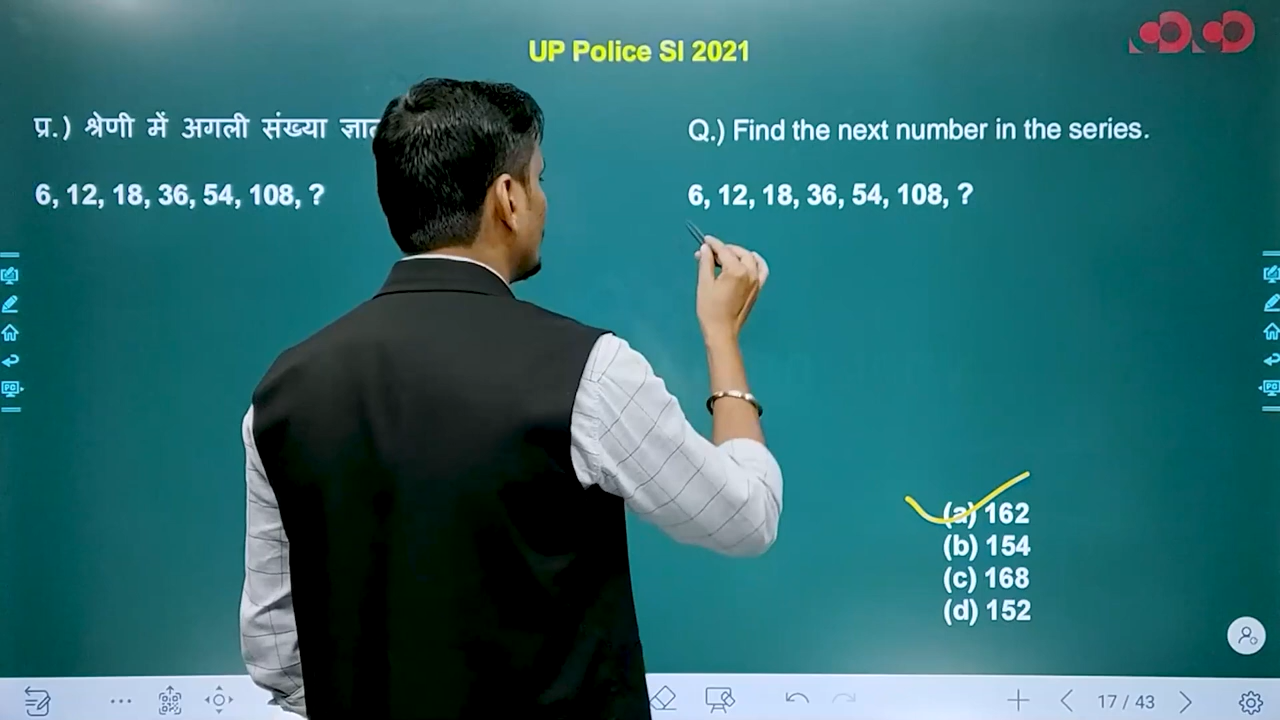 UP Police SI 2021
प्र.) श्रेणी में अगली संख्या
6, 12, 18, 36, 54, 108, ?
Q.) Find the next number in the series.
6, 12, 18, 36, 54, 108, ?
(a) 162
(b) 154
(c) 168
(d) 152
17 / 43